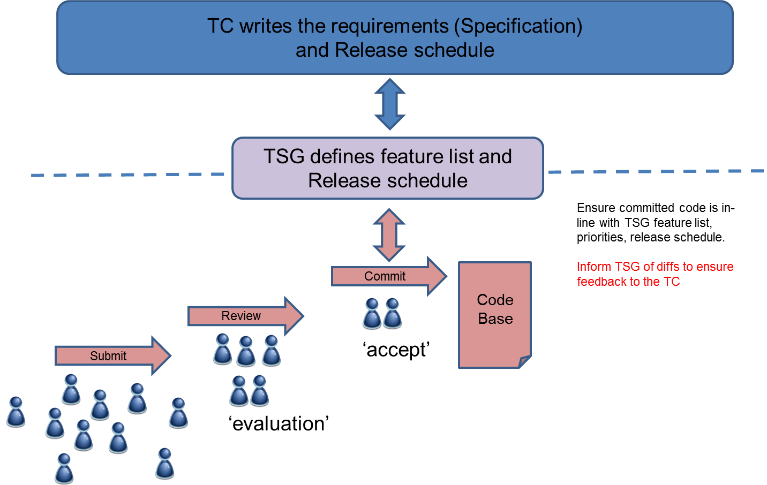 TC writes the requirements (Specification)
and Release schedule
TSG defines feature list and
Release schedule
Ensure committed code is in-
line with TSG feature list,
priorities, release schedule.
Inform TSG of diffs to ensure
feedback to the TC
Commit
Code
Base
Review
'accept'
Submit
'evaluation'